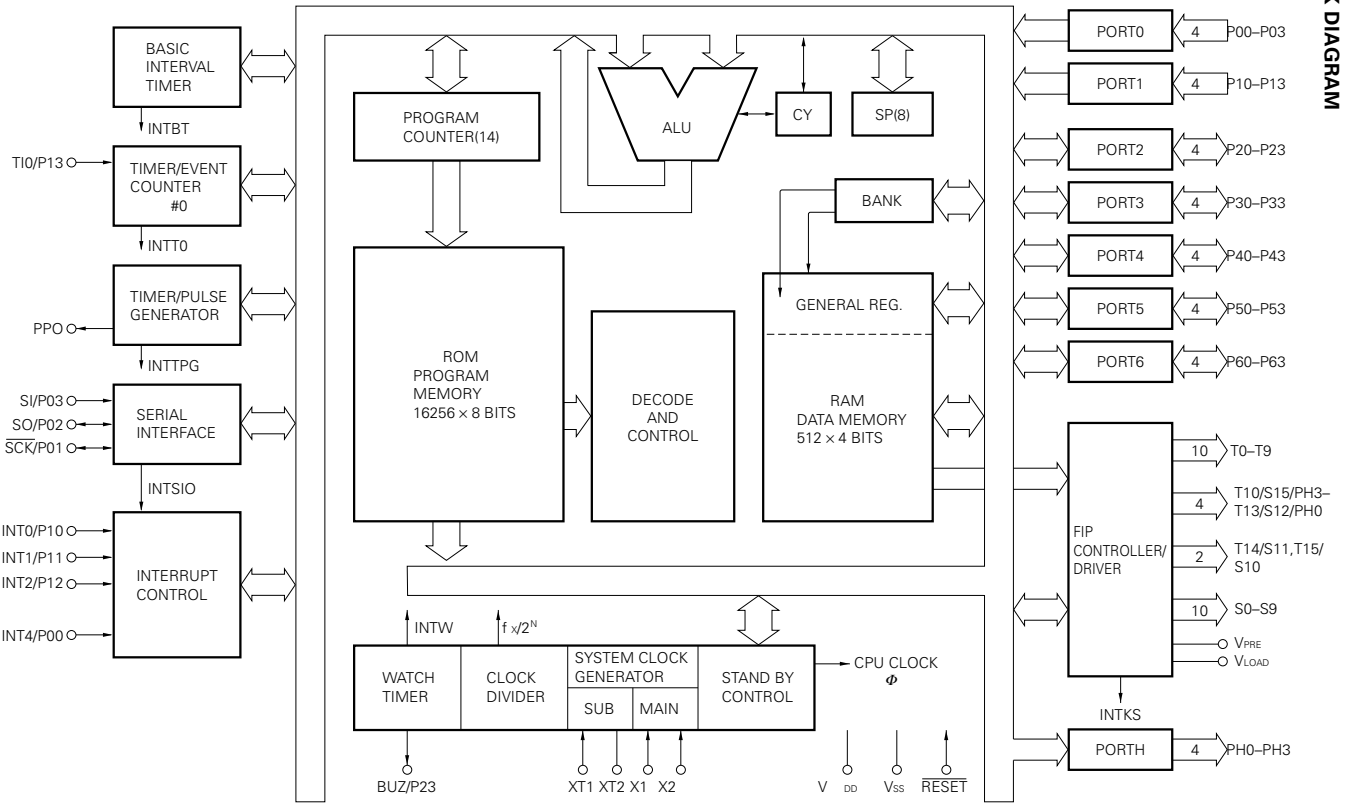 K DIAGRAM
BASIC
INTERVAL
TIMER
INTBT
TI0/P13
TIMER/EVENT
COUNTER
#0
INTT0
TIMER/PULSE
GENERATOR
PPO
INTTPG
SI/P03
SO/P02
SCK/P01
SERIAL
INTERFACE
INTSIO
INT0/P10
INT1/P11
INT2/P12
INT4/P00
INTERRUPT
CONTROL
PROGRAM
COUNTER(14)
ALU
CY
SP(8)
BANK
GENERAL REG.
ROM
PROGRAM
MEMORY
16256 × 8 BITS
DECODE
AND
CONTROL
RAM
DATA MEMORY
512 × 4 BITS
INTW
f X/2N
WATCH
TIMER
CLOCK
DIVIDER
SYSTEM CLOCK
GENERATOR
SUB
MAIN
STAND BY
CONTROL
CPU CLOCK
Φ
BUZ/P23
XT1 XT2 X1 X2
V DD
VSS
RESET
PORT0 4 P00–P03
PORT1 4 P10–P13
PORT2 4 P20–P23
PORT3 4 P30–P33
PORT4 4 P40–P43
PORT5 4 P50–P53
PORT6 4 P60–P63
FIP
CONTROLLER/
DRIVER
10 T0–T9
4 T10/S15/PH3–
T13/S12/PH0
2 T14/S11,T15/
S10
10 S0–S9
VPRE
VLOAD
INTKS
PORTH 4 PH0–PH3